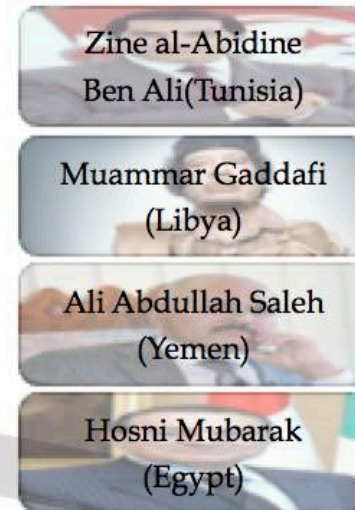 Zine al-Abidine
Ben Ali(Tunisia)
Muammar Gaddafi
(Libya)
Ali Abdullah Saleh
(Yemen)
Hosni Mubarak
(Egypt)